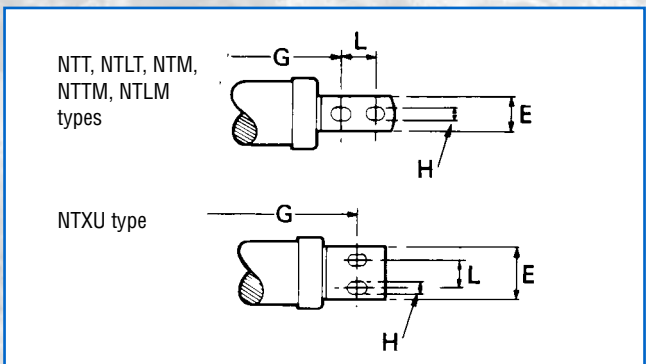 G L
NTT, NTLT, NTM,
NTTM, NTLM
types
E
H
NTXU type
G
L E
H